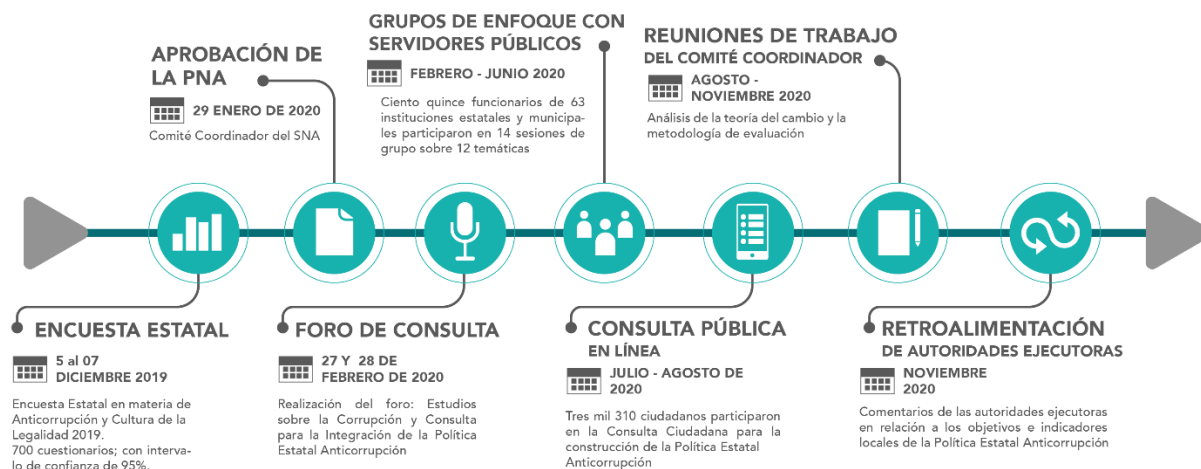 ENCUESTA ESTATAL
5 al 07
DICIEMBRE 2019
Encuesta Estatal en materia de
Anticorrupción y Cultura de la
Legalidad 2019.
700 cuestionarios; con interva-
lo de confianza de 95%.
APROBACIÓN DE
LA PNA
29 ENERO DE 2020
Comité Coordinador del SNA
FORO DE CONSULTA
27 Y 28 DE
FEBRERO DE 2020
Realización del foro: Estudios
sobre la Corrupción y Consulta
para la Integración de la Política
Estatal Anticorrupción
GRUPOS DE ENFOQUE CON
SERVIDORES PÚBLICOS
FEBRERO - JUNIO 2020
Ciento quince funcionarios de 63
instituciones estatales y municipa-
les participaron en 14 sesiones de
grupo sobre 12 temáticas
CONSULTA PÚBLICA
EN LÍNEA
JULIO - AGOSTO DE
2020
Tres mil 310 ciudadanos participaron
en la Consulta Ciudadana para la
construcción de la Política Estatal
Anticorrupción
REUNIONES DE TRABAJO
DEL COMITÉ COORDINADOR
AGOSTO -
NOVIEMBRE 2020
Análisis de la teoría del cambio y la
metodología de evaluación
RETROALIMENTACIÓN
DE AUTORIDADES EJECUTORAS
NOVIEMBRE
2020
Comentarios de las autoridades ejecutoras
en relación a los objetivos e indicadores
locales de la Política Estatal Anticorrupción